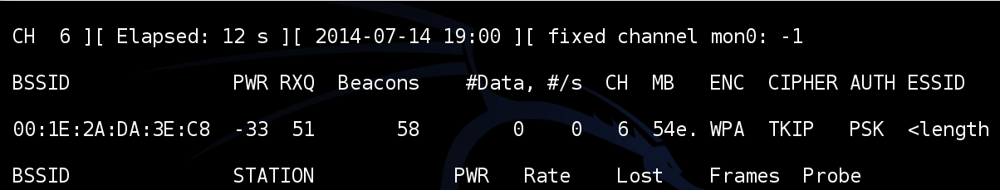 CH 6 ][ Elapsed: 12 s ][ 2014-07-14 19:00 ][ fixed channel mon0: -1
BSSID PWR RXQ Beacons #Data, #/s CH MB ENC CIPHER AUTH ESSID
00:1E:2A:DA:3E:C8 -33 51 58 0 0 6 54e. WPA TKIP PSK <length
BSSID STATION PWR Rate Lost Frames Probe